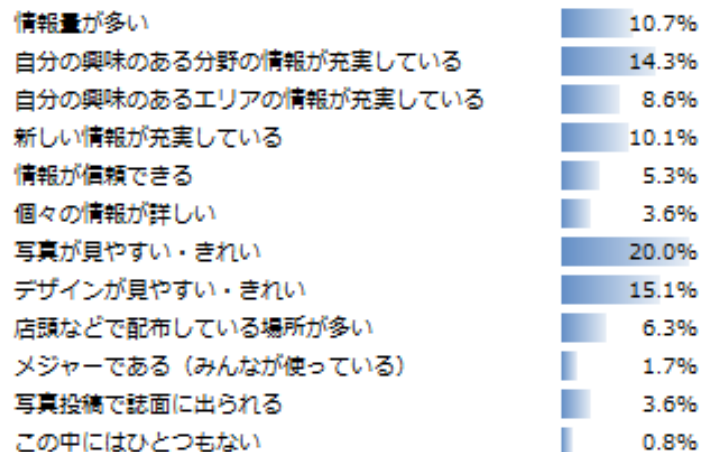 情報量が多い 10.7%
自分の興味のある分野の情報が充実している 14.3%
自分の興味のあるエリアの情報が充実している 8.6%
新しい情報が充実している 10.1%
情報が信頼できる 5.3%
個々の情報が詳しい 3.6%
写真が見やすい・きれい 20.0%
デザインが見やすい・きれい 15.1%
店頭などで配布している場所が多い 6.3%
メジャーである（みんなが使っている） 1.7%
写真投稿で誌面に出られる 3.6%
この中にはひとつもない 0.8%